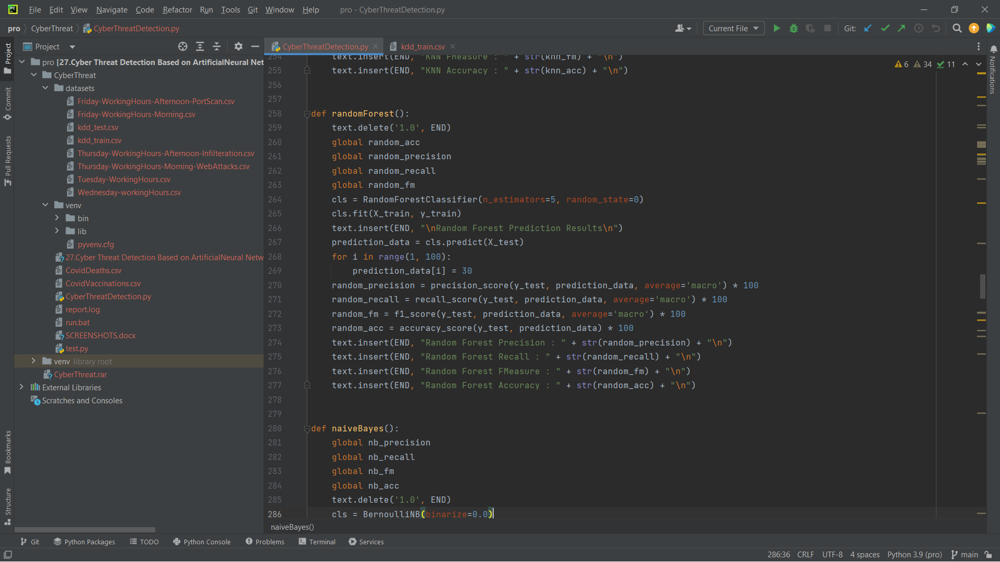 File Edit View Navigate Code Refactor Run Tools Git Window Help pro - CyberThreatDetection.py
pro CyberThreat CyberThreatDetection.py Current File Git:
Project
CyberThreatDetection.py kdd_train.csv
6 34 11
Project
Commit
Pull Requests
Bookmarks
Structure
Notifications
pro [27.Cyber Threat Detection Based on ArtificialNeural Net
CyberThreat
datasets
Friday-WorkingHours-Afternoon-PortScan.csv
Friday-WorkingHours-Morning.csv
kdd_test.csv
kdd_train.csv
Thursday-WorkingHours-Afternoon-Infilteration.csv
Thursday-WorkingHours-Morning-WebAttacks.csv
Tuesday-WorkingHours.csv
Wednesday-workingHours.csv
venv
bin
lib
pyvenv.cfg
27.Cyber Threat Detection Based on ArtificialNeural Netw
CovidDeaths.csv
CovidVaccinations.csv
CyberThreatDetection.py
report.log
run.bat
SCREENSHOTS.docx
test.py
venv library root
CyberThreat.rar
External Libraries
Scratches and Consoles
254 text.insert(END, "KNN FMeasure : " + str(knn_fm) + "\n")
255 text.insert(END, "KNN Accuracy : " + str(knn_acc) + "\n")
256
257
258 def randomForest():
259 text.delete('1.0', END)
260 global random_acc
261 global random_precision
262 global random_recall
263 global random_fm
264 cls = RandomForestClassifier(n_estimators=5, random_state=0)
265 cls.fit(X_train, y_train)
266 text.insert(END, "\nRandom Forest Prediction Results\n")
267 prediction_data = cls.predict(X_test)
268 for i in range(1, 100):
269 prediction_data[i] = 30
270 random_precision = precision_score(y_test, prediction_data, average='macro') * 100
271 random_recall = recall_score(y_test, prediction_data, average='macro') * 100
272 random_fm = f1_score(y_test, prediction_data, average='macro') * 100
273 random_acc = accuracy_score(y_test, prediction_data) * 100
274 text.insert(END, "Random Forest Precision : " + str(random_precision) + "\n")
275 text.insert(END, "Random Forest Recall : " + str(random_recall) + "\n")
276 text.insert(END, "Random Forest FMeasure : " + str(random_fm) + "\n")
277 text.insert(END, "Random Forest Accuracy : " + str(random_acc) + "\n")
278
279
280 def naiveBayes():
281 global nb_precision
282 global nb_recall
283 global nb_fm
284 global nb_acc
285 text.delete('1.0', END)
286 cls = BernoulliNB(binarize=0.0)
naiveBayes()
Git Python Packages TODO Python Console Problems Terminal Services
286:36 CRLF UTF-8 4 spaces Python 3.9 (pro) main